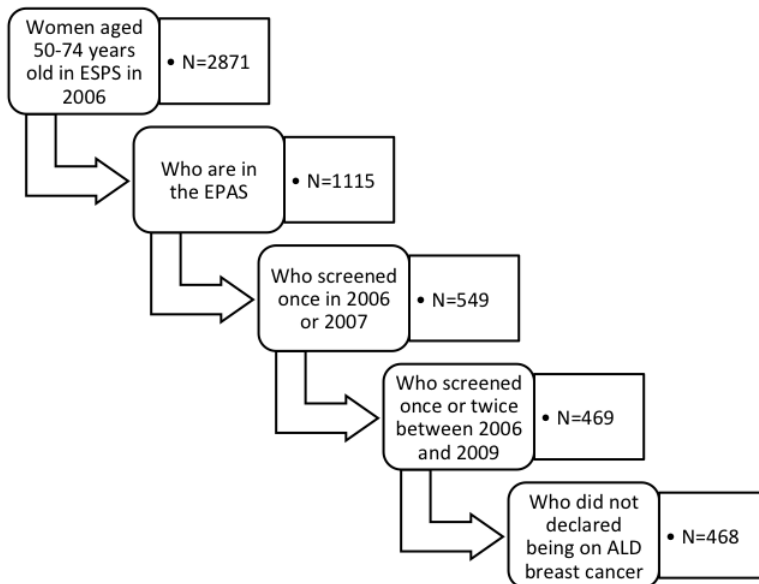 Women aged
50-74 years
old in ESPS in
2006
• N=2871
Who are in
the EPAS
• N=1115
Who screened
once in 2006
or 2007
• N=549
Who screened
once or twice
between 2006
and 2009
• N=469
Who did not
declared
being on ALD
breast cancer
• N=468